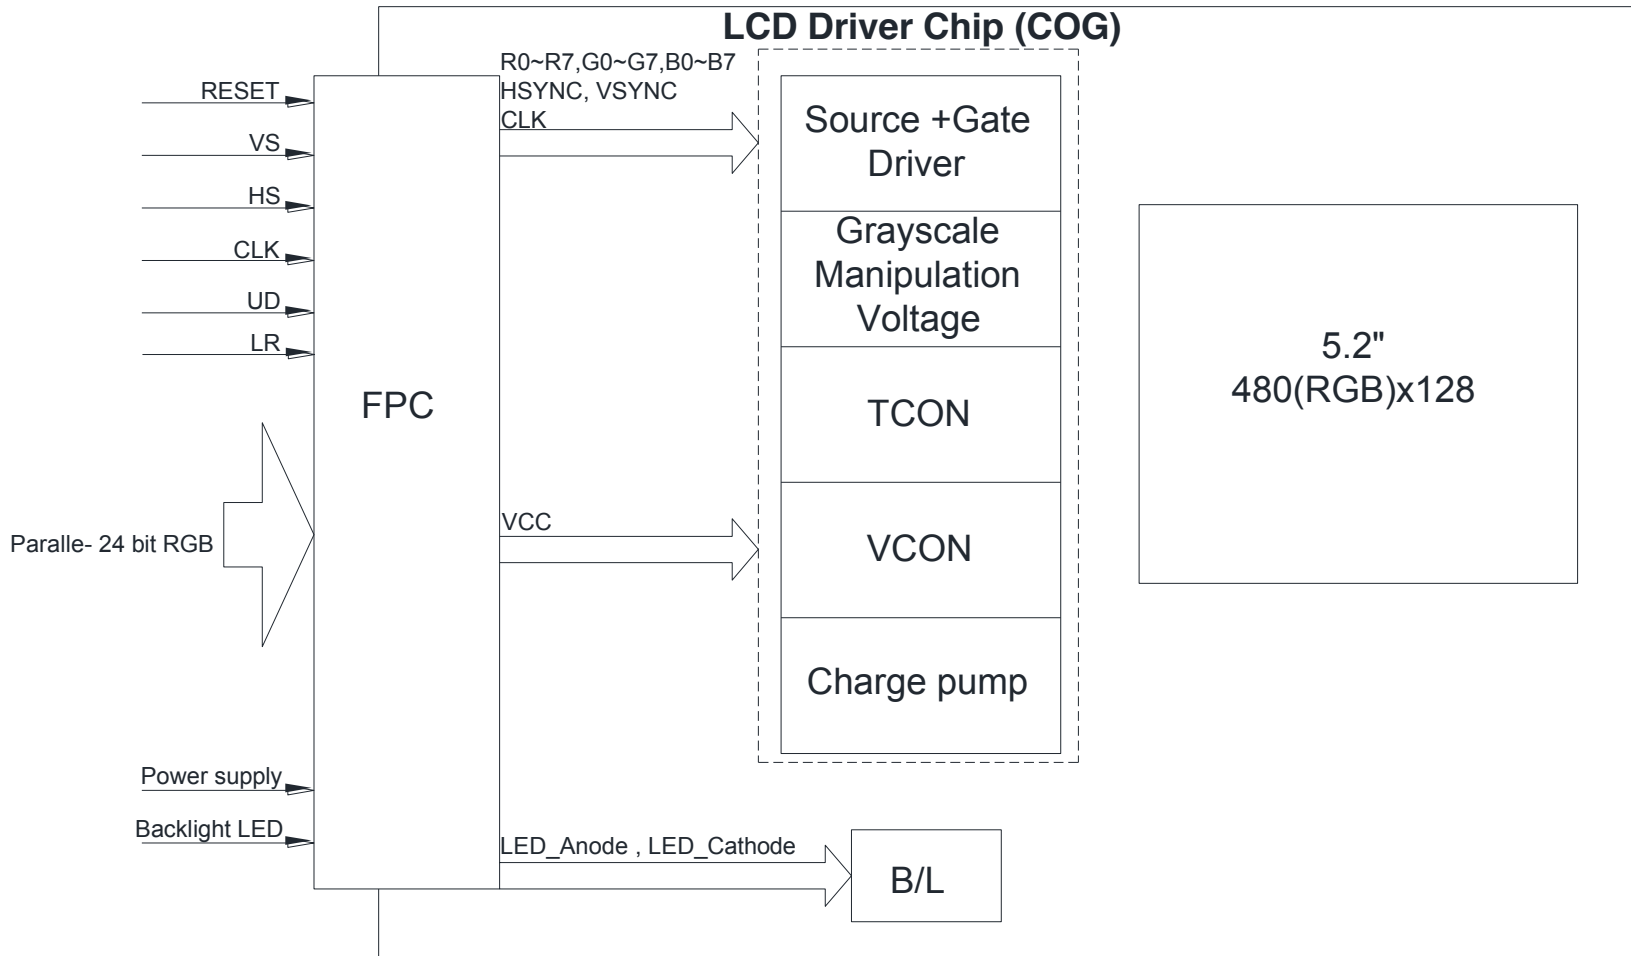 LCD Driver Chip (COG)
RESET
VS
HS
CLK
UD
LR
Paralle- 24 bit RGB
Power supply
Backlight LED
FPC
R0~R7,G0~G7,B0~B7
HSYNC, VSYNC
CLK
VCC
LED_Anode , LED_Cathode
Source +Gate
Driver
Grayscale
Manipulation
Voltage
TCON
VCON
Charge pump
B/L
5.2"
480(RGB)x128